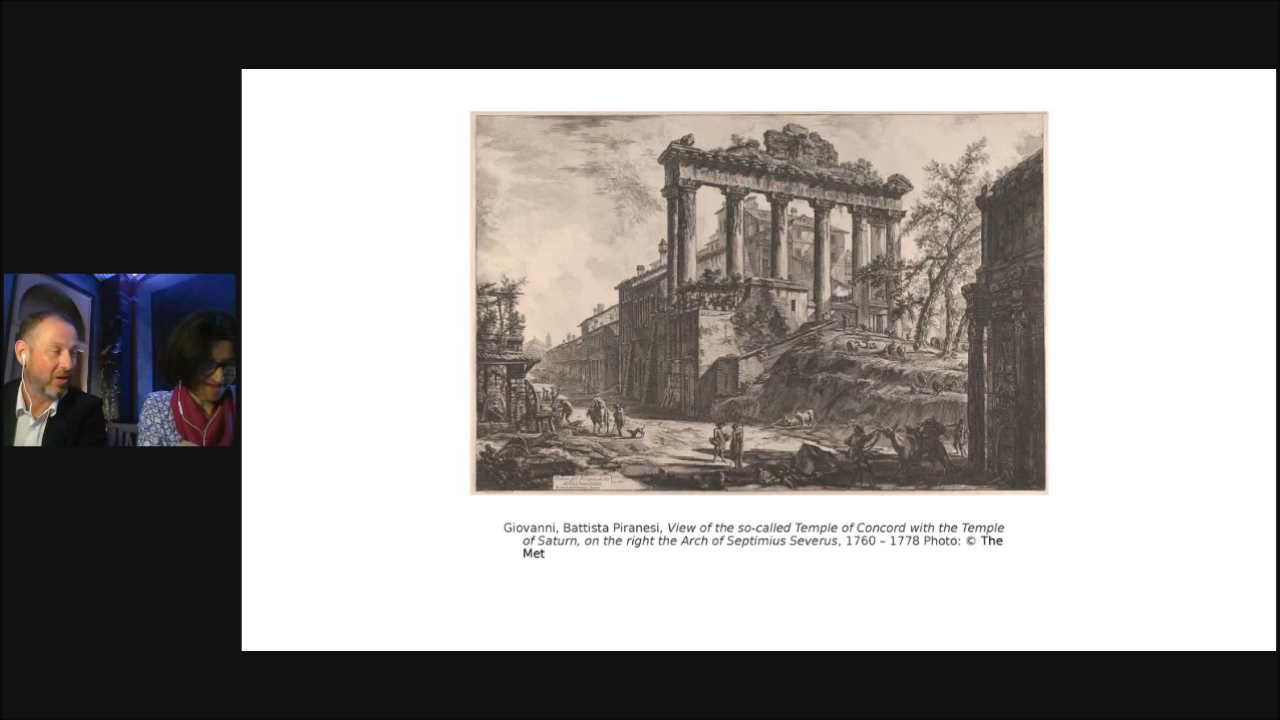 Giovanni, Battista Piranesi, View of the so-called Temple of Concord with the Temple
of Saturn, on the right the Arch of Septimius Severus, 1760 – 1778 Photo: © The
Met